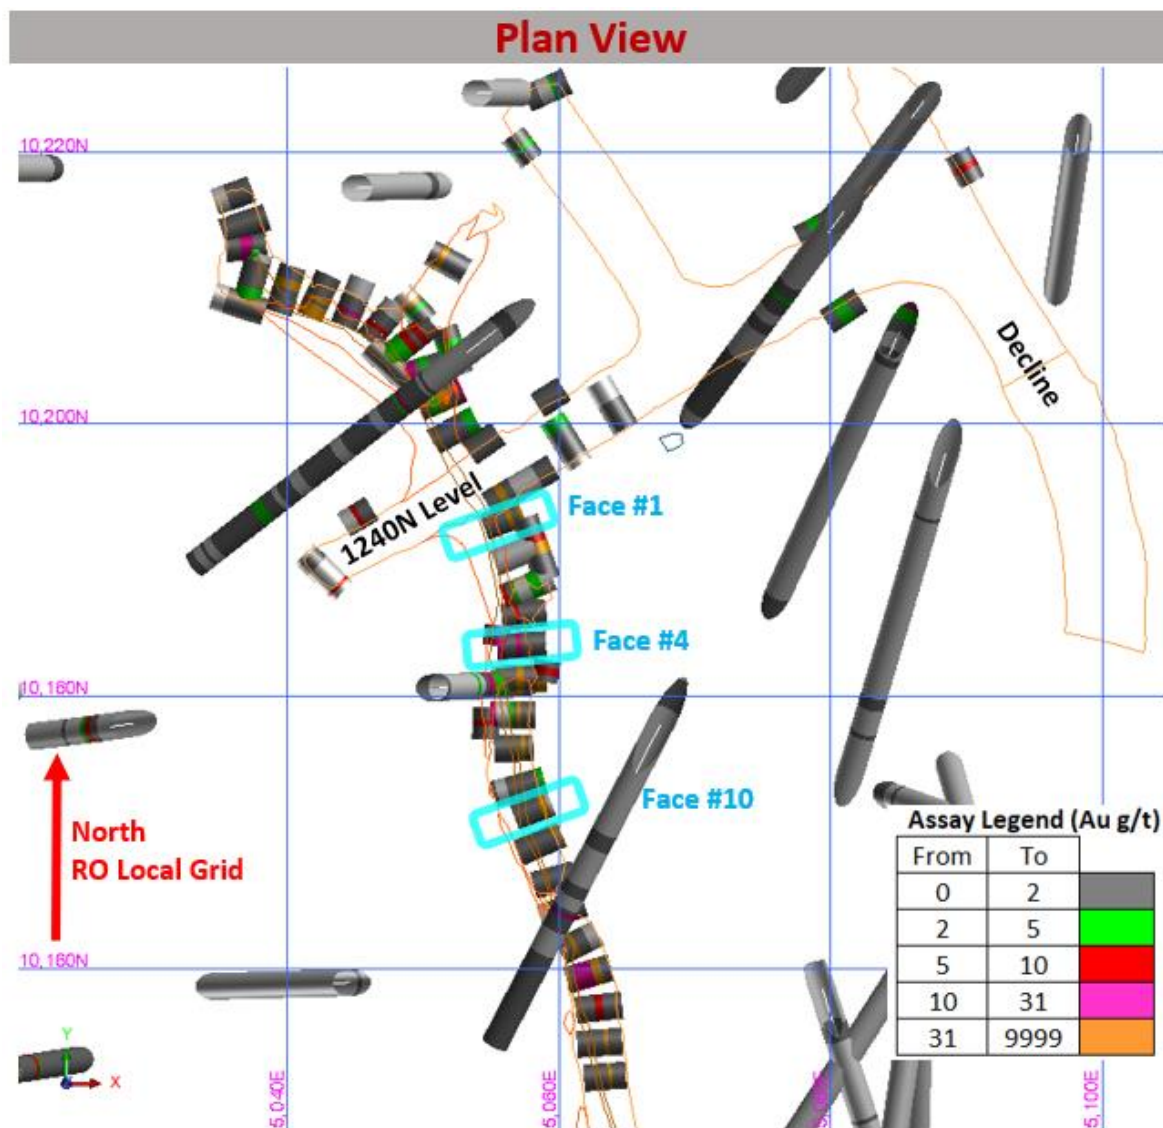 Plan View
10,220N
10,200N
Decline
1240N Level
Face #1
Face #4
10,180N
Face #10
North
RO Local Grid
10,160N
Assay Legend (Au g/t)
From To
0 2
2 5
5 10
10 31
31 9999
Y
X
5,040E
5,060E
5,100E